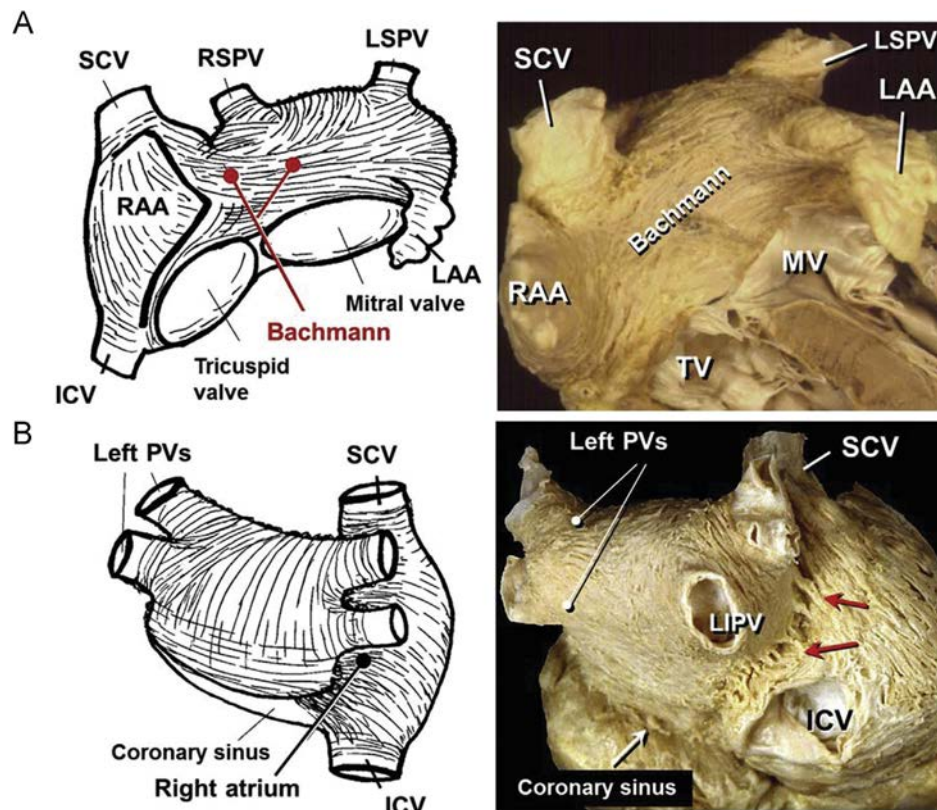 A
SCV
RSPV
LSPV
RAA
LAA
Mitral valve
Bachmann
Tricuspid
valve
ICV
SCV
LSPV
LAA
Bachmann
MV
RAA
TV
B
Left PVs
SCV
Coronary sinus
Right atrium
ICV
Left PVs
SCV
LIPV
ICV
Coronary sinus